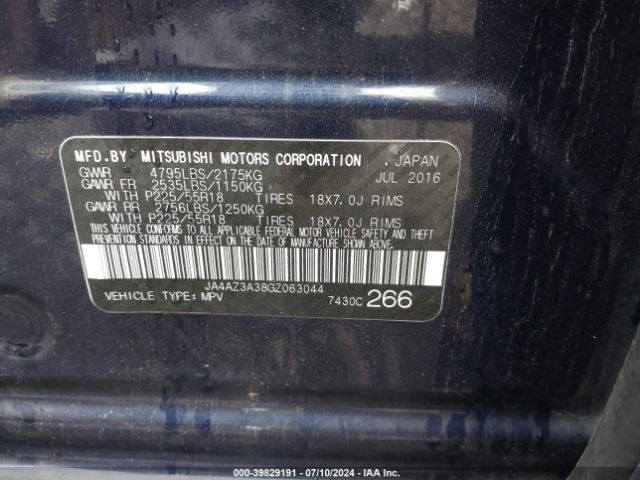 MFD.BY MITSUBISHI MOTORS CORPORATION , JAPAN
GVWR 4795LBS/2175KG JUL 2016
GAWR FR 2535LBS/1150KG
WITH P225/55R18 TIRES 18X7.0J RIMS
GAWR RR 2756LBS/1250KG
WITH P225/55R18 TIRES 18X7.0J RIMS
THIS VEHICLE CONFORMS TO ALL APPLICABLE FEDERAL MOTOR VEHICLE SAFETY AND THEFT
PREVENTION STANDARDS IN EFFECT ON THE DATE OF MANUFACTURE SHOWN ABOVE.
JA4AZ3A38GZ063044
VEHICLE TYPE: MPV 7430C 266
000-39829191 - 07/10/2024 - IAA Inc.